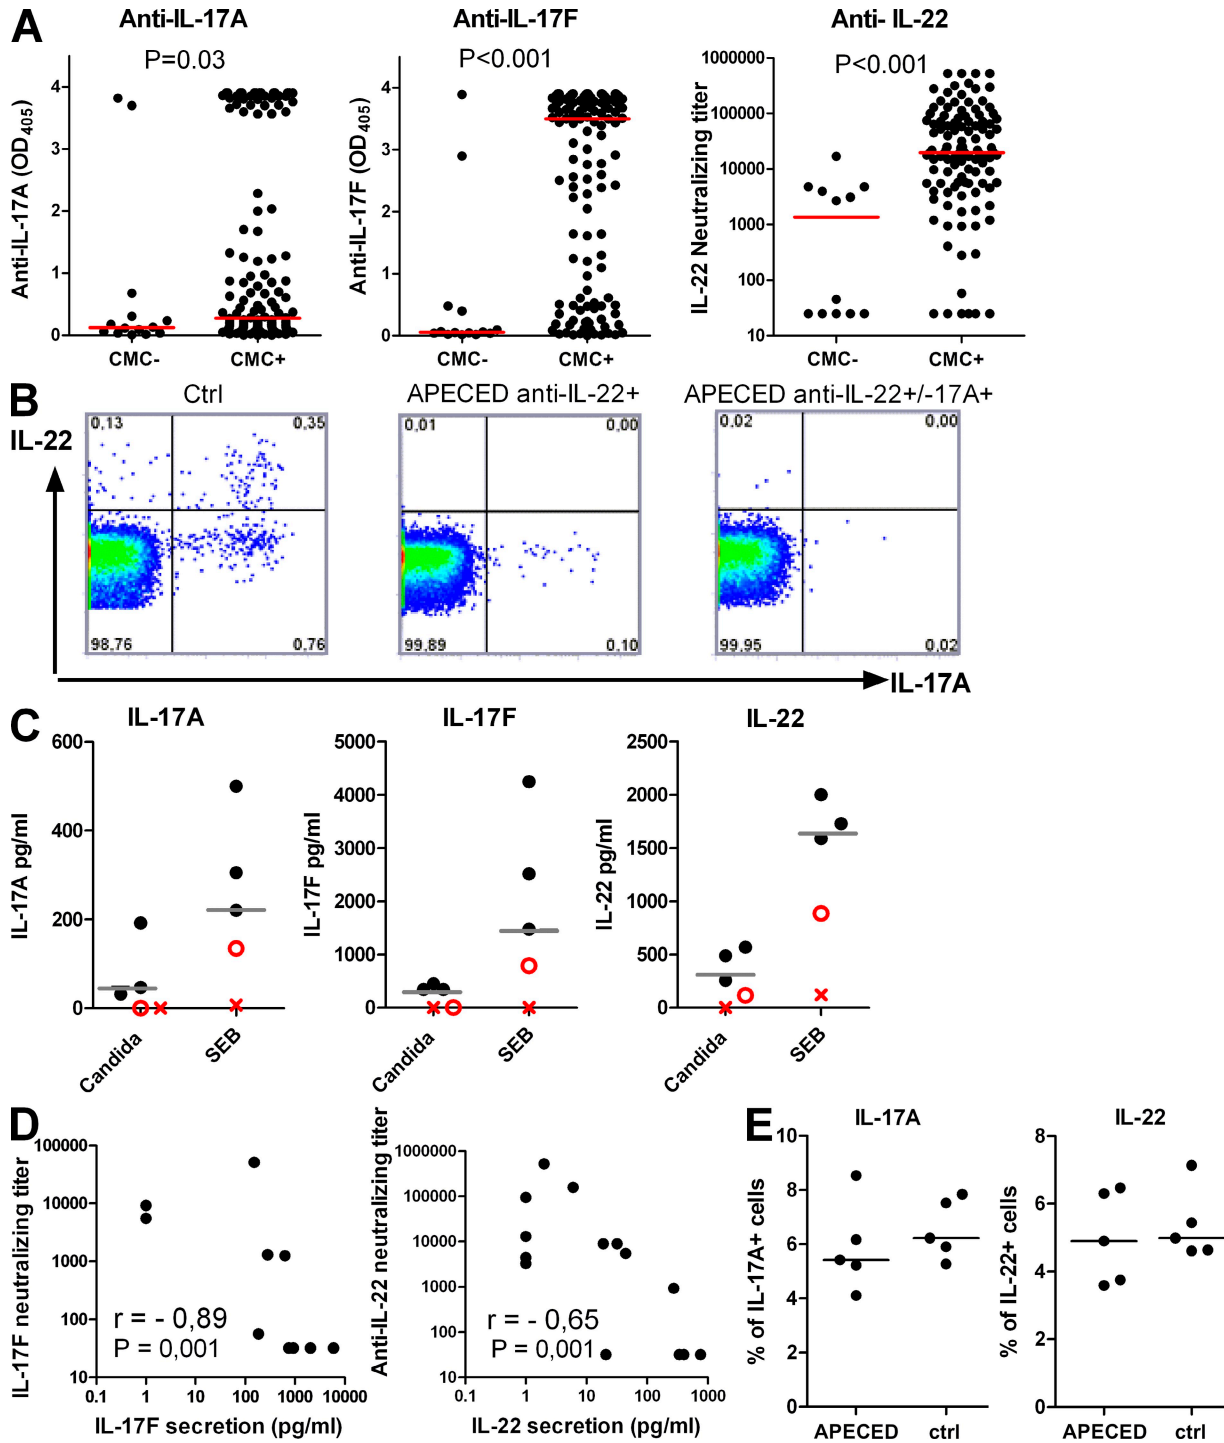 A
Anti-IL-17A
Anti-IL-17F
Anti- IL-22
P=0.03
P<0.001
P<0.001
Anti-IL-17A (OD405)
4
3
2
1
0
CMC-
CMC+
Anti-IL-17F (OD405)
4
3
2
1
0
CMC-
CMC+
IL-22 Neutralizing titer
1000000
100000
10000
1000
100
10
CMC-
CMC+
B
Ctrl
APECED anti-IL-22+
APECED anti-IL-22+/-17A+
IL-22
0,13
0,35
98,76
0,76
0,01
0,00
99,89
0,10
0,02
0,00
99,95
0,02
IL-17A
C
IL-17A
IL-17F
IL-22
IL-17A pg/ml
600
400
200
0
Candida
SEB
IL-17F pg/ml
5000
4000
3000
2000
1000
0
Candida
SEB
IL-22 pg/ml
2500
2000
1500
1000
500
0
Candida
SEB
D
IL-17F neutralizing titer
100000
10000
1000
100
10
r = - 0,89
P = 0,001
0.1
1
10
100
1000
10000
IL-17F secretion (pg/ml)
Anti-IL-22 neutralizing titer
1000000
100000
10000
1000
100
10
r = - 0,65
P = 0,001
0.1
1
10
100
1000
IL-22 secretion (pg/ml)
E
IL-17A
IL-22
% of IL-17A+ cells
10
8
6
4
2
0
APECED
ctrl
% of IL-22+ cells
8
6
4
2
0
APECED
ctrl